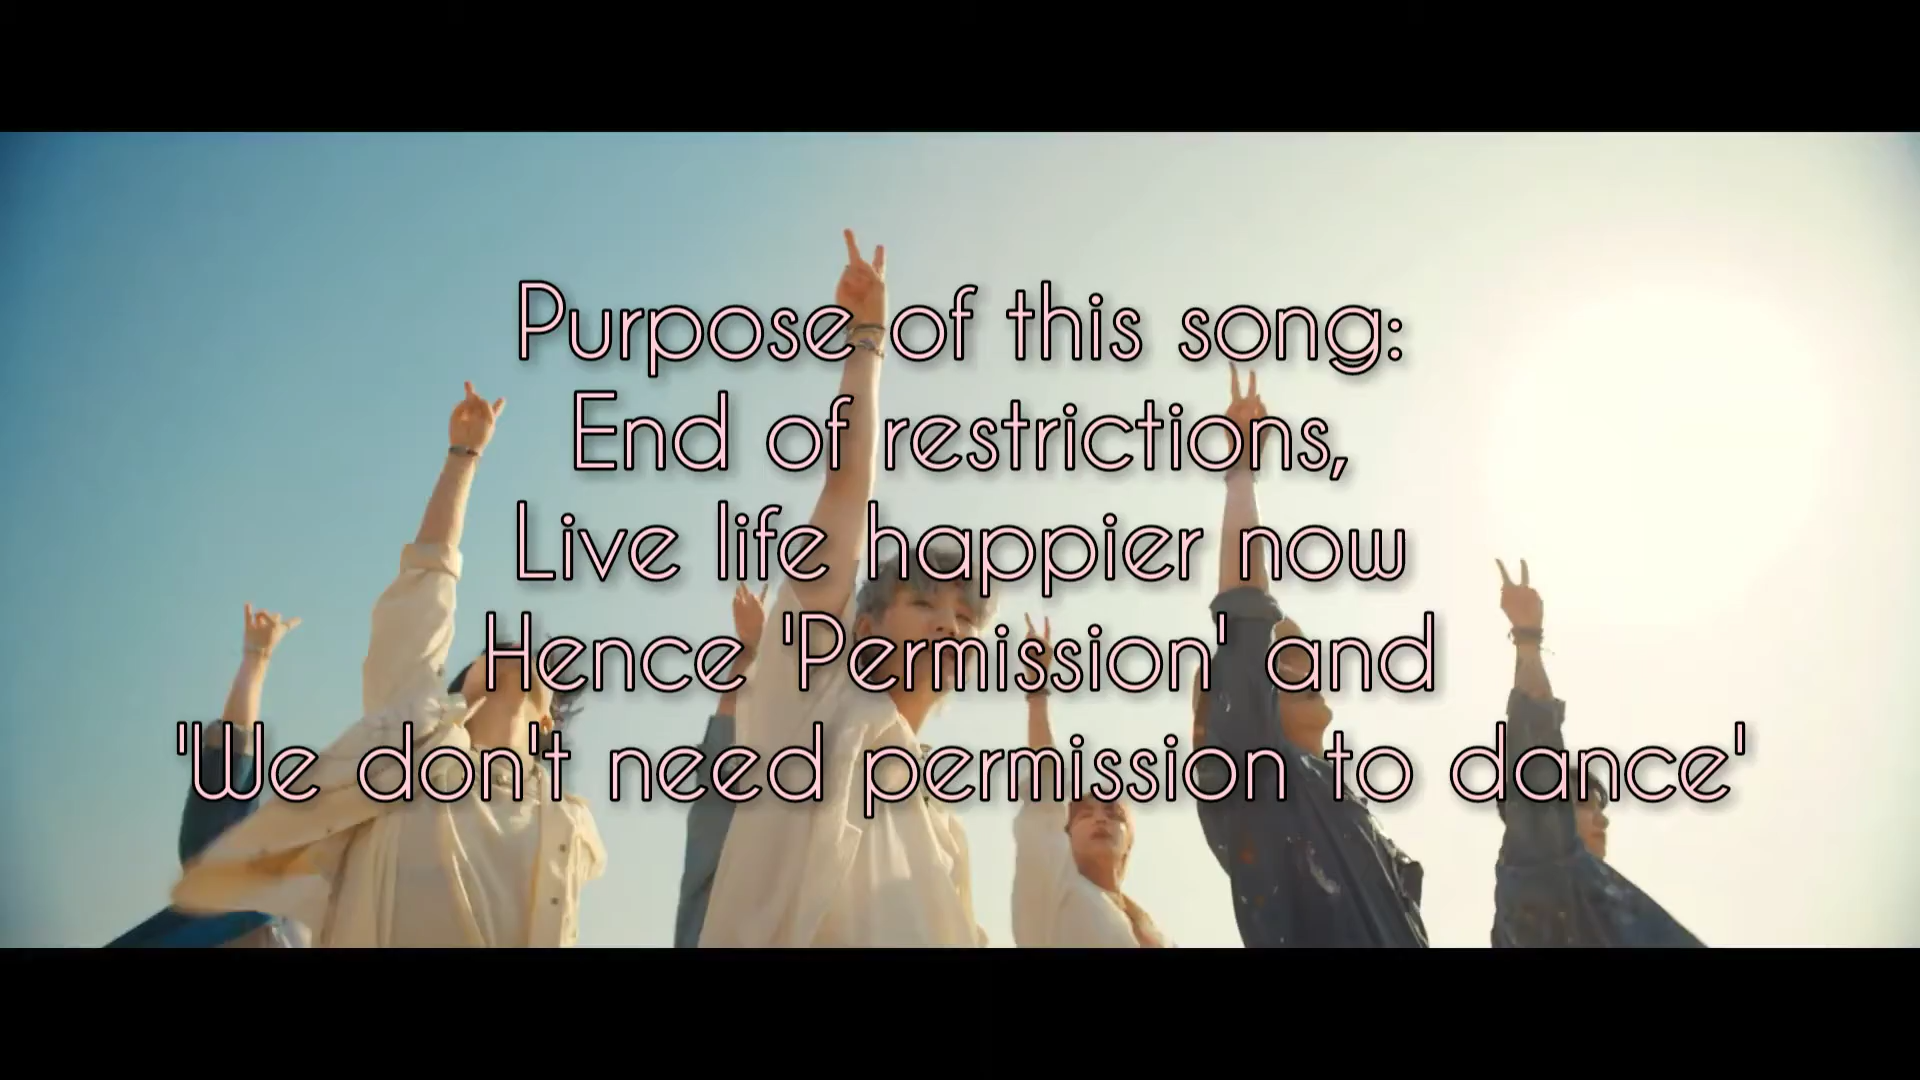 Purpose of this song:
End of restrictions,
Live life happier now
Hence 'Permission' and
'We don't need permission to dance'